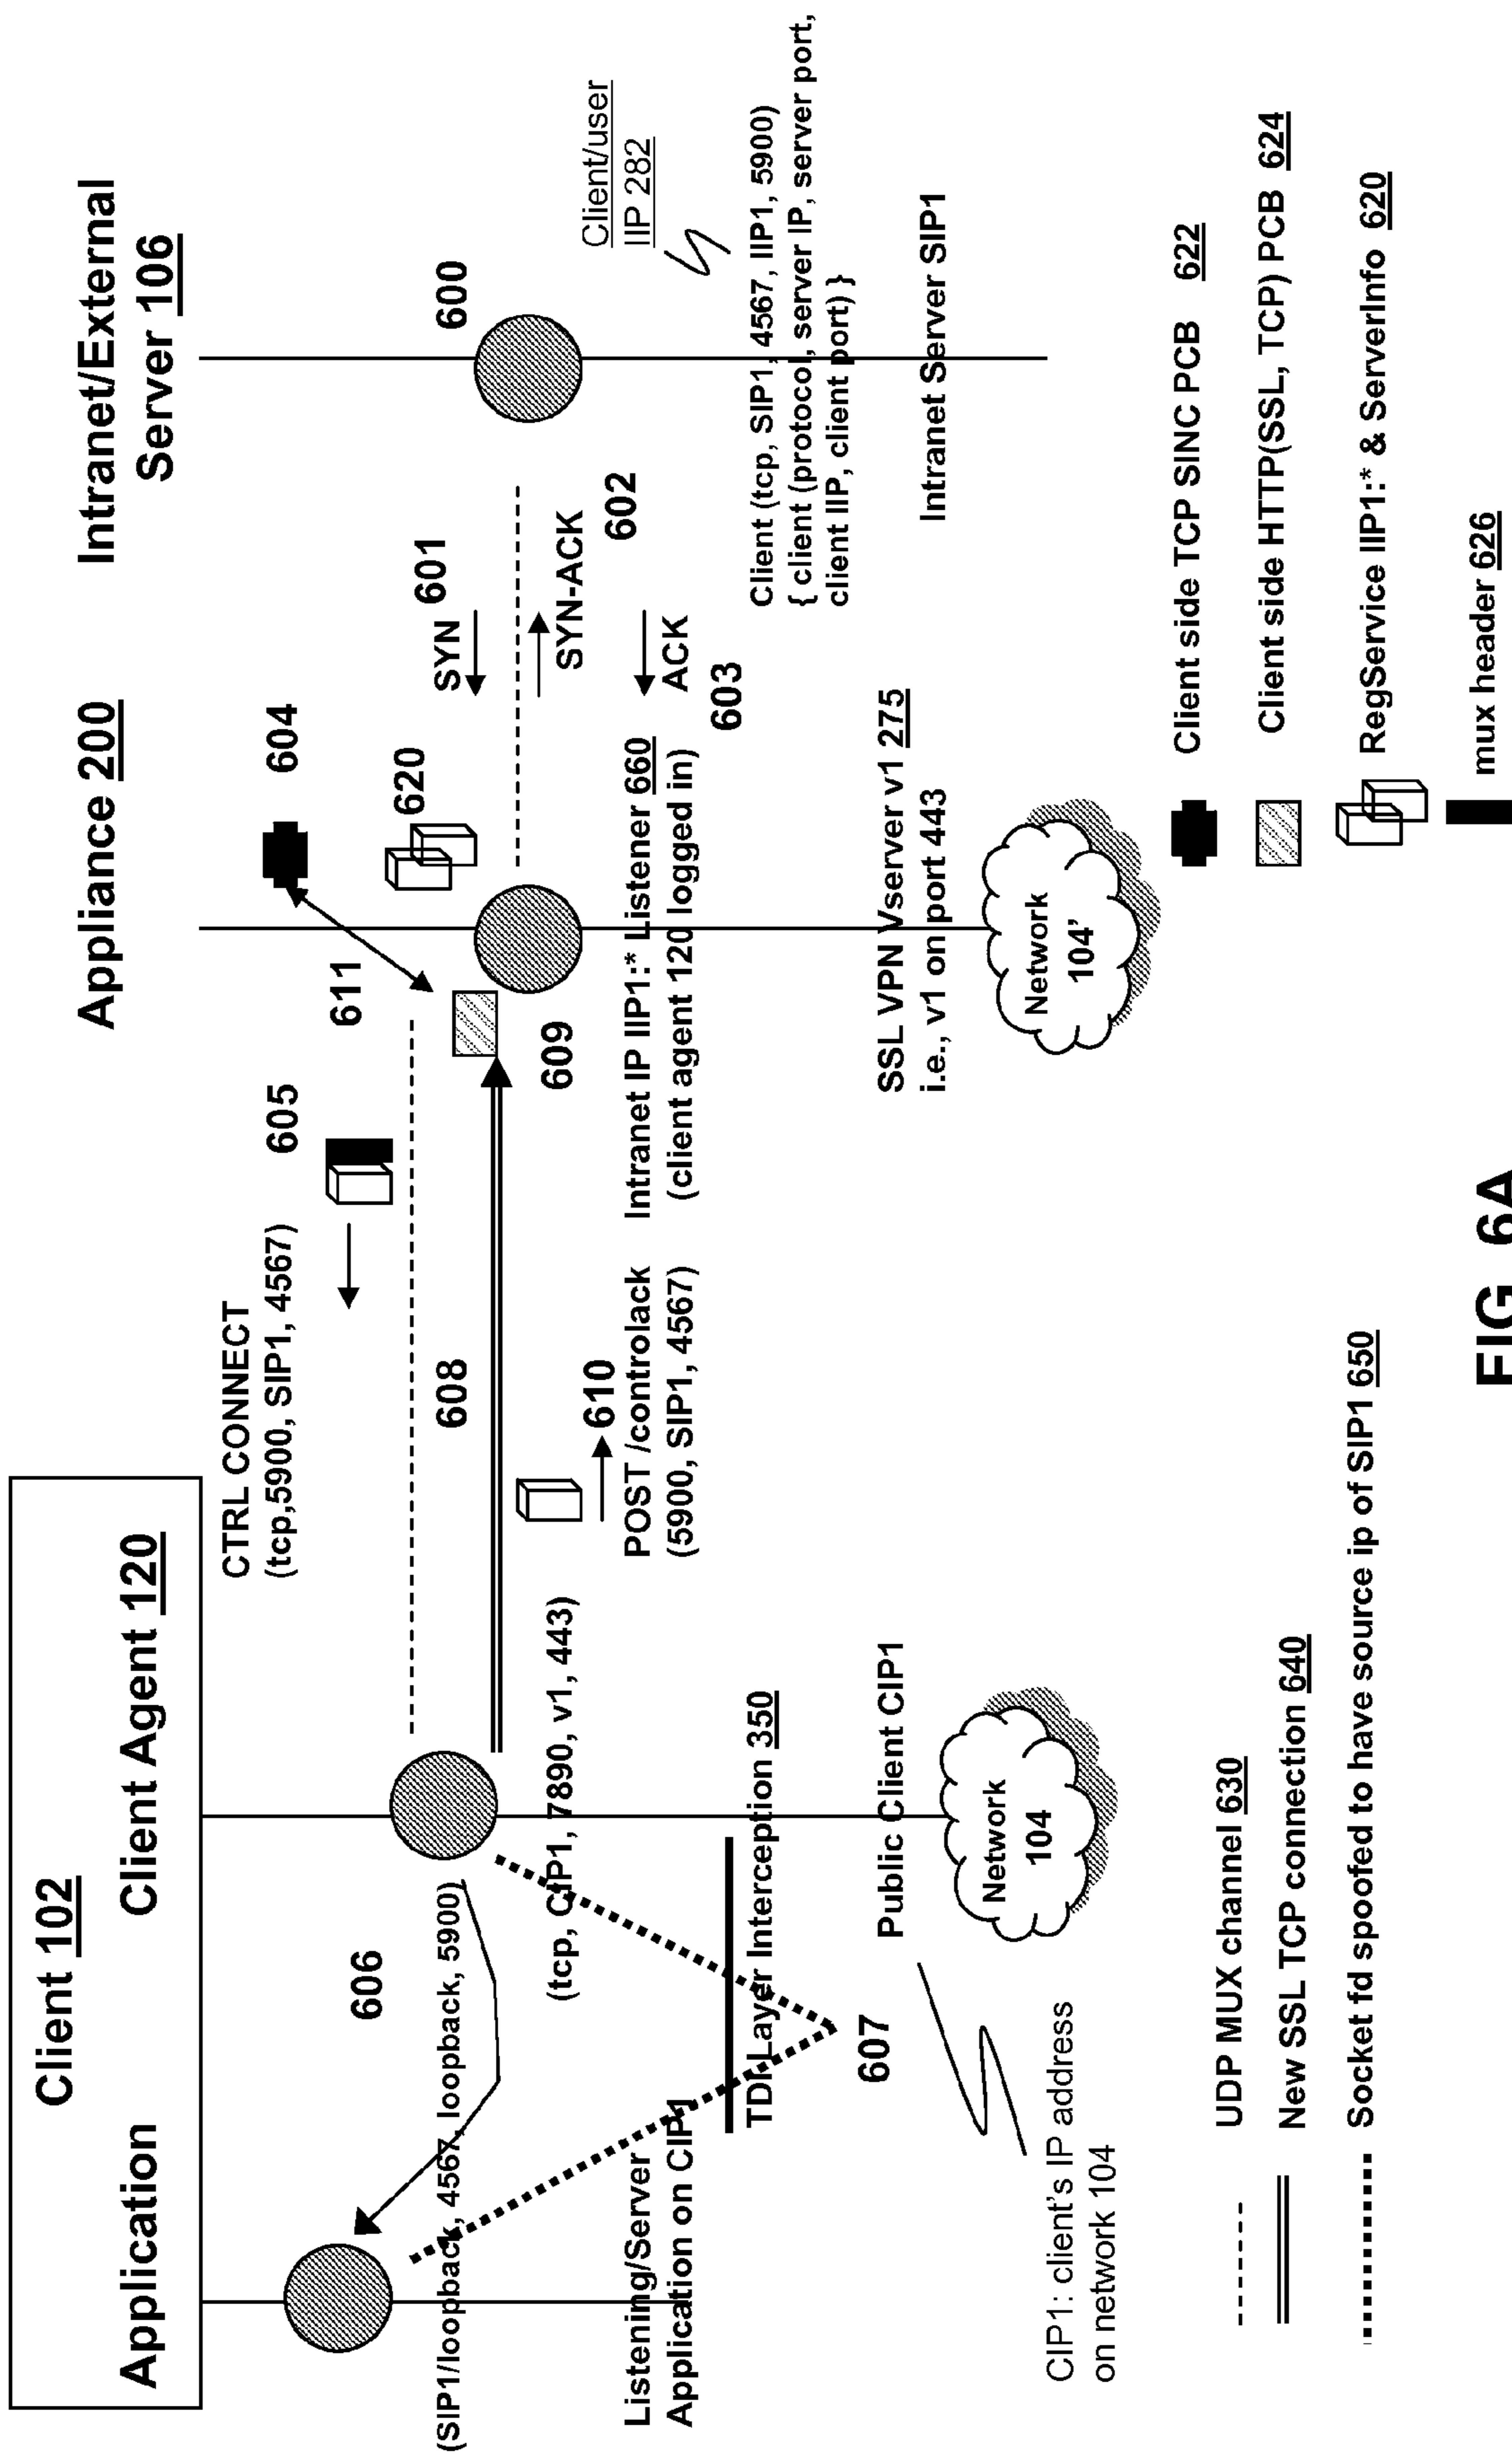 Client 102
Application
Client Agent 120
Appliance 200
Intranet/External
Server 106
CTRL CONNECT
(tcp,5900, SIP1, 4567)
605
611
604
620
SYN
601
600
SYN-ACK
602
ACK
603
Client/user
IIP 282
606
608
609
(SIP1/loopback, 4567, loopback, 5900)
(tcp, CIP1, 7890, v1, 443)
610
POST /controlack
(5900, SIP1, 4567)
Intranet IP IIP1:* Listener 660
(client agent 120 logged in)
Client (tcp, SIP1, 4567, IIP1, 5900)
{ client (protocol, server IP, server port,
client IIP, client port) }
Listening/Server
Application on CIP1
TDI Layer Interception 350
607
Public Client CIP1
SSL VPN Vserver v1 275
i.e., v1 on port 443
Intranet Server SIP1
Network
104
Network
104'
CIP1: client's IP address
on network 104
UDP MUX channel 630
New SSL TCP connection 640
Socket fd spoofed to have source ip of SIP1 650
Client side TCP SINC PCB 622
Client side HTTP(SSL, TCP) PCB 624
RegService IIP1:* & ServerInfo 620
mux header 626
FIG. 6A